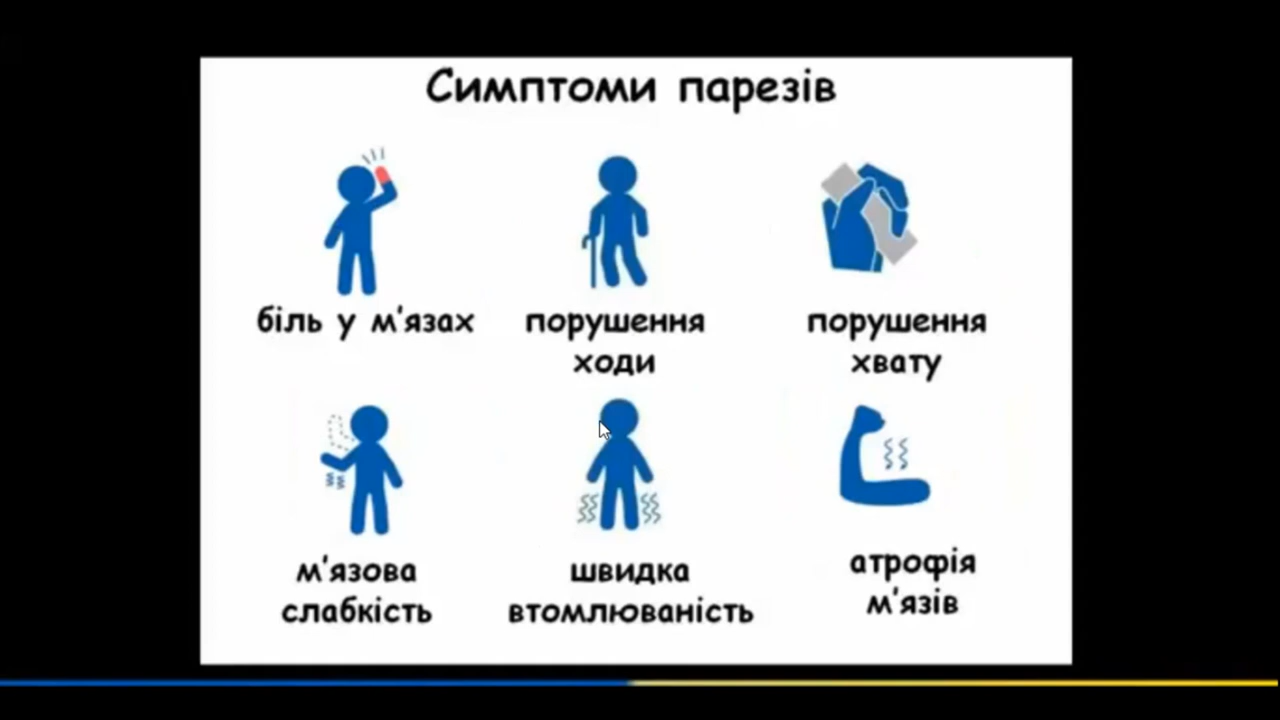 Симптоми парезів
біль у м'язах
порушення
ходи
порушення
хвату
м'язова
слабкість
швидка
втомлюваність
атрофія
м'язів